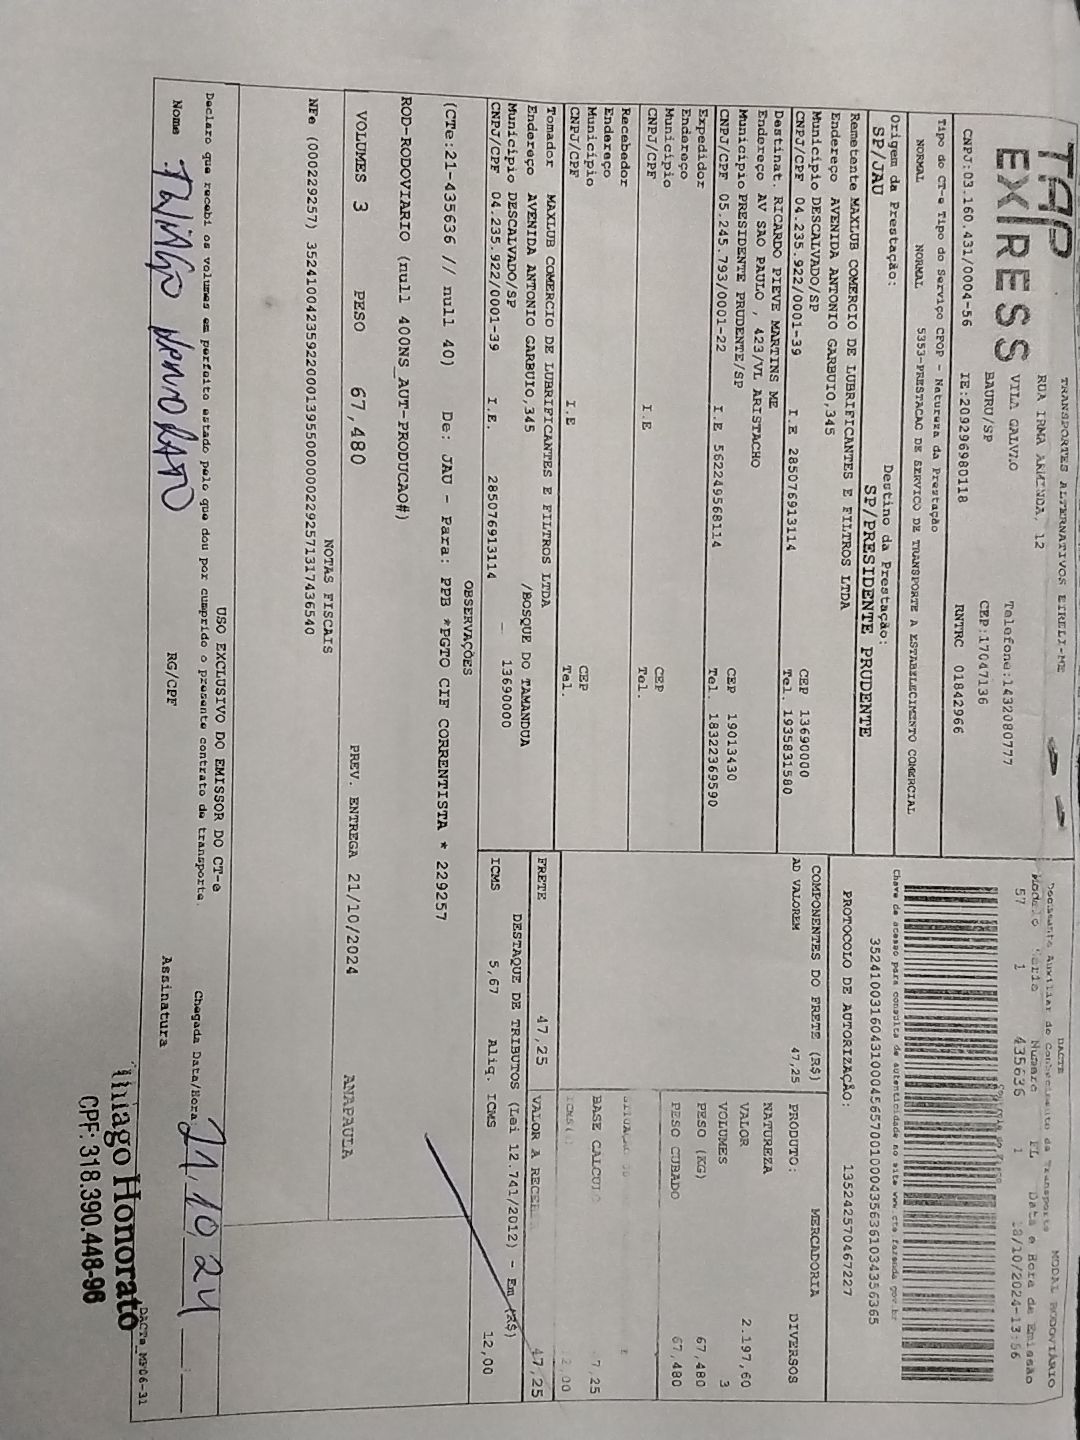 TAP EXPRESS
TRANSPORTES ALTERNATIVOS EIRELI-ME
RUA IRMA ARMINDA, 12
VILA GALVAO Telefone:1432080777
BAURU/SP CEP:17047136
CNPJ:03.160.431/0004-56 IE:209296980118 RNTRC 01842966
Tipo do CT-e Tipo do Serviço CFOP - Natureza da Prestação
NORMAL NORMAL 5353-PRESTACAO DE SERVICO DE TRANSPORTE A ESTABELECIMENTO COMERCIAL
Origem da Prestação: Destino da Prestação:
SP/JAU SP/PRESIDENTE PRUDENTE
Remetente MAXLUB COMERCIO DE LUBRIFICANTES E FILTROS LTDA
Endereço AVENIDA ANTONIO GARBUIO,345
Município DESCALVADO/SP CEP 13690000
CNPJ/CPF 04.235.922/0001-39 I.E 285076913114 Tel. 1935831580
Destinat. RICARDO PIEVE MARTINS ME
Endereço AV SAO PAULO , 423/VL ARISTACHO
Município PRESIDENTE PRUDENTE/SP CEP 19013430
CNPJ/CPF 05.245.793/0001-22 I.E 562249568114 Tel. 18322369590
Expedidor
Endereço
Município CEP
CNPJ/CPF I.E Tel.
Recebedor
Endereço
Município CEP
CNPJ/CPF I.E Tel.
Tomador MAXLUB COMERCIO DE LUBRIFICANTES E FILTROS LTDA
Endereço AVENIDA ANTONIO GARBUIO,345 /BOSQUE DO TAMANDUA
Município DESCALVADO/SP 13690000
CNPJ/CPF 04.235.922/0001-39 I.E. 285076913114
DACTE MODAL RODOVIÁRIO
Documento Auxiliar do Conhecimento de Transporte
Modelo Serie Numero FL Data e Hora de Emissão
57 1 435636 1 18/10/2024-13:56
Chave de acesso para consulta de autenticidade no site www.cte.fazenda.gov.br
35241003160431000456570010004356361034356365
PROTOCOLO DE AUTORIZAÇÃO: 135242570467227
COMPONENTES DO FRETE (R$)
AD VALOREM 47,25
PRODUTO: MERCADORIA DIVERSOS
NATUREZA
VALOR 2.197,60
VOLUMES 3
PESO (KG) 67,480
PESO CUBADO 67,480
BASE CALCULO 7,25
FRETE 47,25 VALOR A RECEBER 47,25
DESTAQUE DE TRIBUTOS (Lei 12.741/2012) - Em (R$)
ICMS 5,67 Aliq. ICMS 12,00
OBSERVAÇÕES
(CTe:21-435636 // null 40) De: JAU - Para: PPB *PGTO CIF CORRENTISTA * 229257
ROD-RODOVIARIO (null 400NS_AUT-PRODUCAO#)
VOLUMES 3 PESO 67,480 PREV. ENTREGA 21/10/2024 ANAPAULA
NOTAS FISCAIS
NFe (000229257) 35241004235922000139550000002292571317436540
USO EXCLUSIVO DO EMISSOR DO CT-e
Declaro que recebi os volumes em perfeito estado pelo que dou por cumprido o presente contrato de transporte. Chegada Data/Hora 21.10.24
Nome THIAGO HONORATO RG/CPF Assinatura
Thiago Honorato
CPF: 318.390.448-96
DACTe_MP06-31